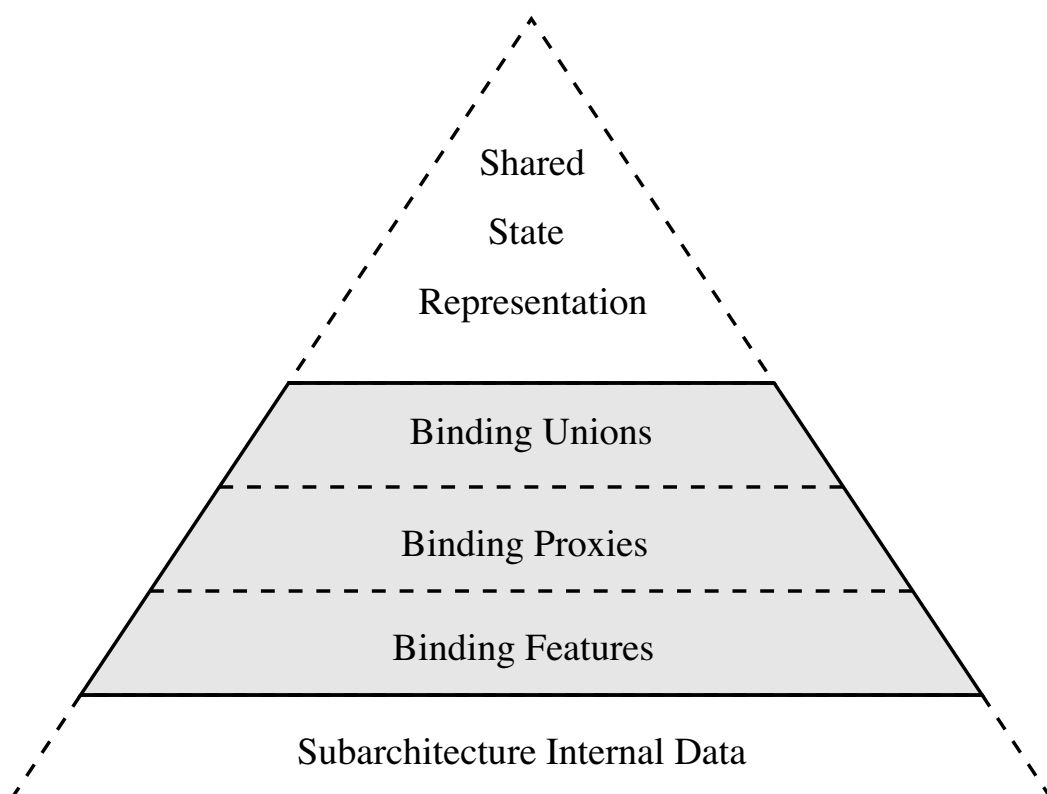 Shared
State
Representation
Binding Unions
Binding Proxies
Binding Features
Subarchitecture Internal Data